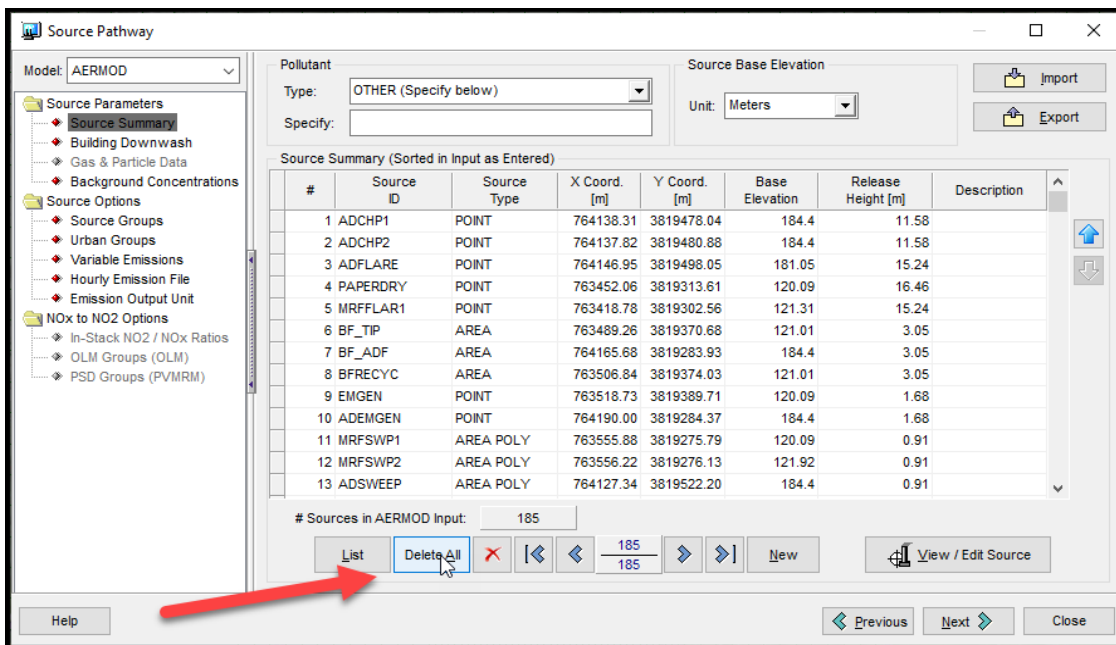 Source Pathway
Model: AERMOD
Source Parameters
Source Summary
Building Downwash
Gas & Particle Data
Background Concentrations
Source Options
Source Groups
Urban Groups
Variable Emissions
Hourly Emission File
Emission Output Unit
NOx to NO2 Options
In-Stack NO2 / NOx Ratios
OLM Groups (OLM)
PSD Groups (PVMRM)
Pollutant
Type: OTHER (Specify below)
Specify:
Source Base Elevation
Unit: Meters
Import
Export
Source Summary (Sorted in Input as Entered)
# Source ID Source Type X Coord. [m] Y Coord. [m] Base Elevation Release Height [m] Description
1 ADCHP1 POINT 764138.31 3819478.04 184.4 11.58
2 ADCHP2 POINT 764137.82 3819480.88 184.4 11.58
3 ADFLARE POINT 764146.95 3819498.05 181.05 15.24
4 PAPERDRY POINT 763452.06 3819313.61 120.09 16.46
5 MRFFLAR1 POINT 763418.78 3819302.56 121.31 15.24
6 BF_TIP AREA 763489.26 3819370.68 121.01 3.05
7 BF_ADF AREA 764165.68 3819283.93 184.4 3.05
8 BFRECYC AREA 763506.84 3819374.03 121.01 3.05
9 EMGEN POINT 763518.73 3819389.71 120.09 1.68
10 ADEMGEN POINT 764190.00 3819284.37 184.4 1.68
11 MRFSWP1 AREA POLY 763555.88 3819275.79 120.09 0.91
12 MRFSWP2 AREA POLY 763556.22 3819276.13 121.92 0.91
13 ADSWEEP AREA POLY 764127.34 3819522.20 184.4 0.91
# Sources in AERMOD Input: 185
List Delete All 185 New View / Edit Source
185
Help Previous Next Close